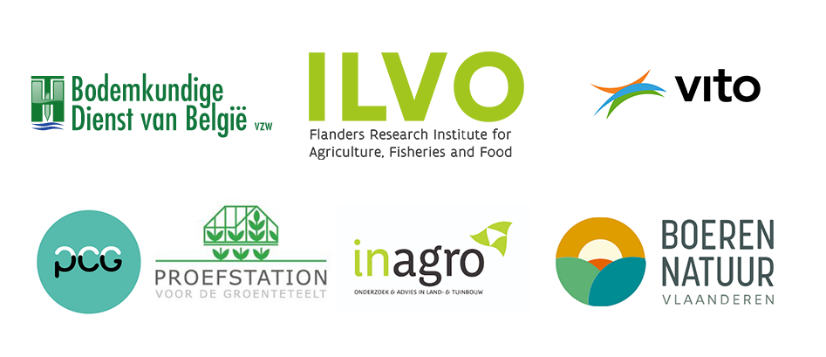 Bodemkundige
Dienst van België vzw
ILVO
Flanders Research Institute for
Agriculture, Fisheries and Food
vito
pcg
PROEFSTATION
VOOR DE GROENTETEELT
inagro
ONDERZOEK & ADVIES IN LAND- & TUINBOUW
BOEREN
NATUUR
VLAANDEREN